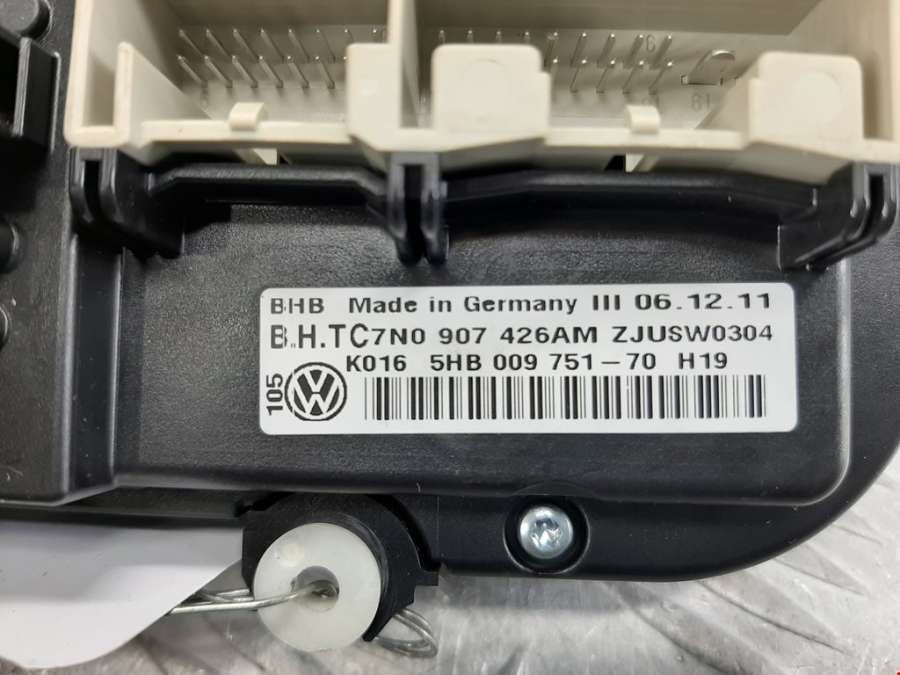 BHB Made in Germany III 06.12.11
B.H.TC7N0 907 426AM ZJUSW0304
K016 5HB 009 751-70 H19
105